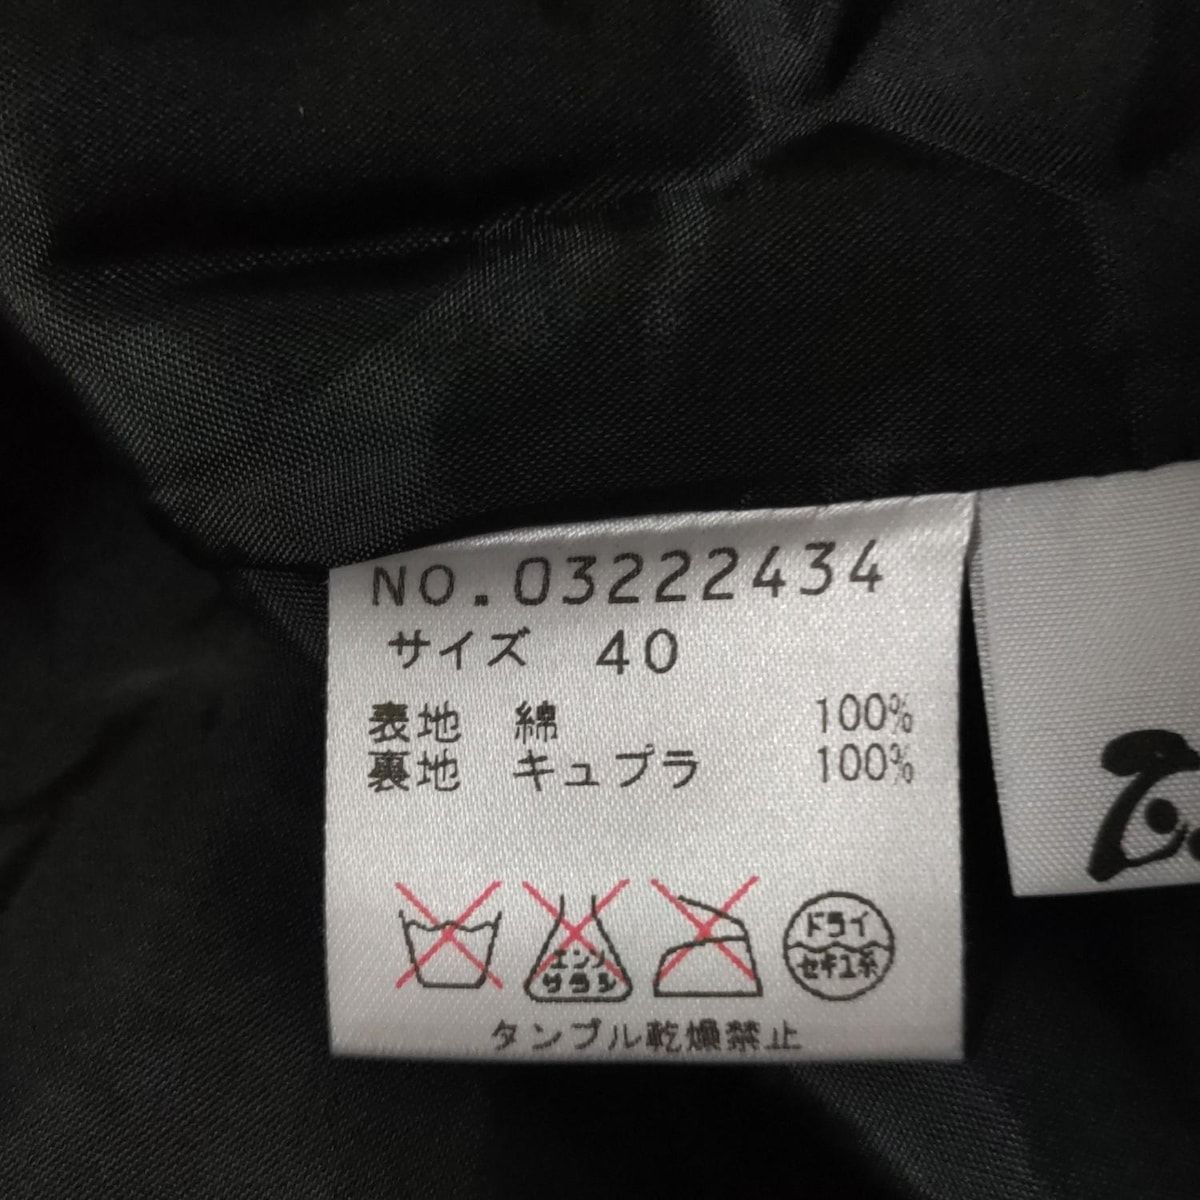 NO.03222434
サイズ 40
表地 綿 100%
裏地 キュプラ 100%
エンソ
サラシ
ドライ
セキユ系
タンブル乾燥禁止